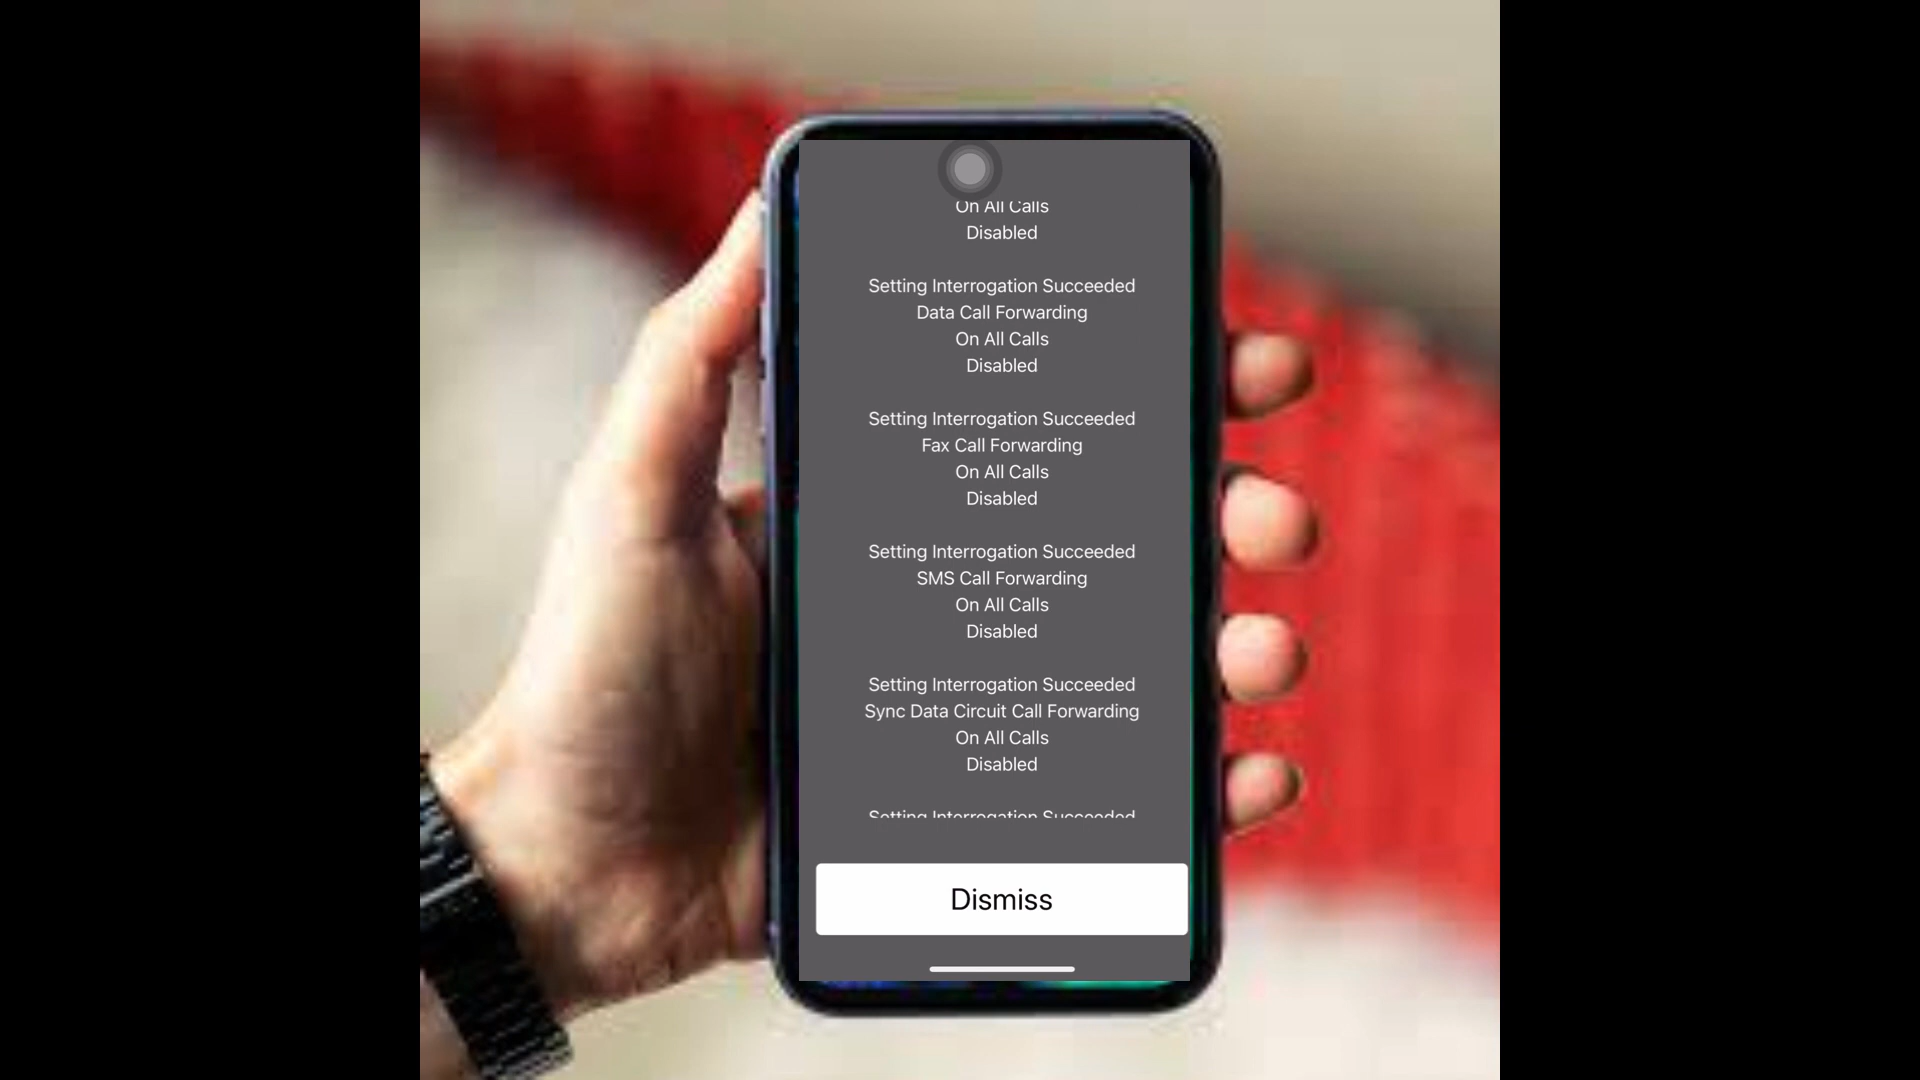 On All Calls
Disabled
Setting Interrogation Succeeded
Data Call Forwarding
On All Calls
Disabled
Setting Interrogation Succeeded
Fax Call Forwarding
On All Calls
Disabled
Setting Interrogation Succeeded
SMS Call Forwarding
On All Calls
Disabled
Setting Interrogation Succeeded
Sync Data Circuit Call Forwarding
On All Calls
Disabled
Setting Interrogation Succeeded
Dismiss